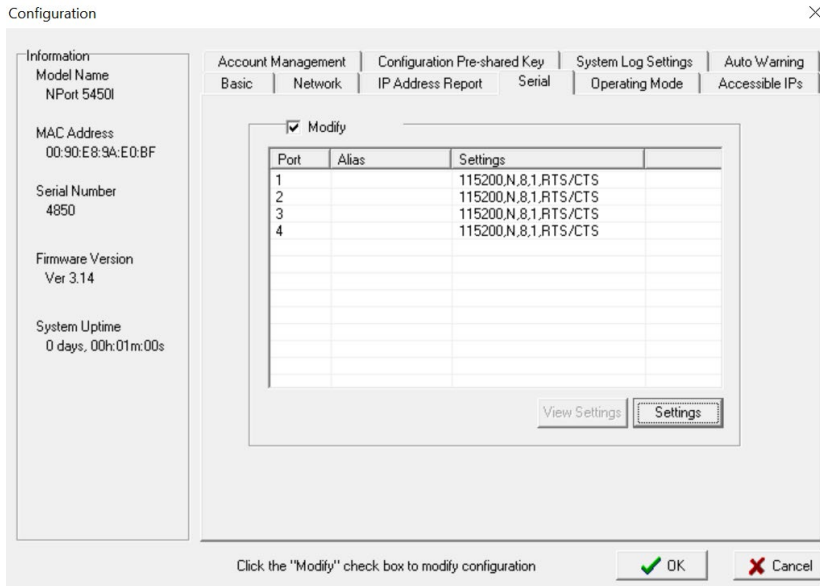 Configuration
Information
Model Name
NPort 5450I
MAC Address
00:90:E8:9A:E0:BF
Serial Number
4850
Firmware Version
Ver 3.14
System Uptime
0 days, 00h:01m:00s
Account Management Configuration Pre-shared Key System Log Settings Auto Warning
Basic Network IP Address Report Serial Operating Mode Accessible IPs
Modify
Port Alias Settings
1 115200,N,8,1,RTS/CTS
2 115200,N,8,1,RTS/CTS
3 115200,N,8,1,RTS/CTS
4 115200,N,8,1,RTS/CTS
View Settings Settings
Click the "Modify" check box to modify configuration
OK Cancel